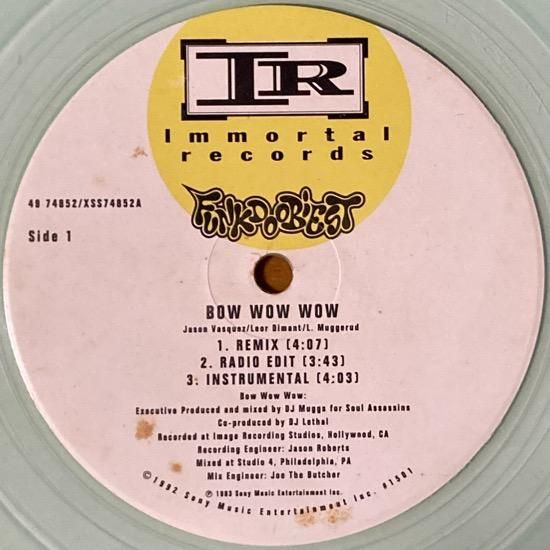 IR
Immortal
records
49 74852/XSS74852A
FUNKDOOBIEST
Side 1
BOW WOW WOW
Jason Vasquez/Leor Dimant/L. Muggerud
1. REMIX (4:07)
2. RADIO EDIT (3:43)
3. INSTRUMENTAL (4:03)
Bow Wow Wow:
Executive Produced and mixed by DJ Muggs for Soul Assassins
Co-produced by DJ Lethal
Recorded at Image Recording Studios, Hollywood, CA
Recording Engineer: Jason Roberts
Mixed at Studio 4, Philadelphia, PA
Mix Engineer: Joe The Butcher
℗ 1993 Sony Music Entertainment Inc.
© 1992 Sony Music Entertainment Inc. #1501